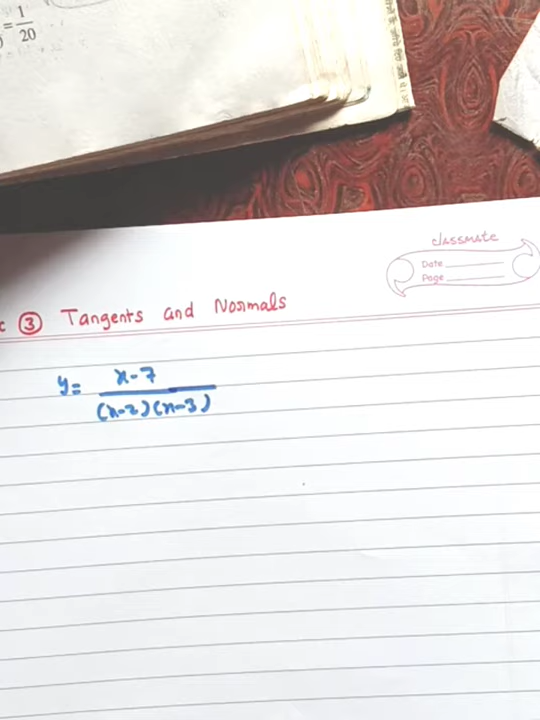 = 1/20
classmate
Date
Page
③ Tangents and Normals
y = x-7
(x-2)(x-3)